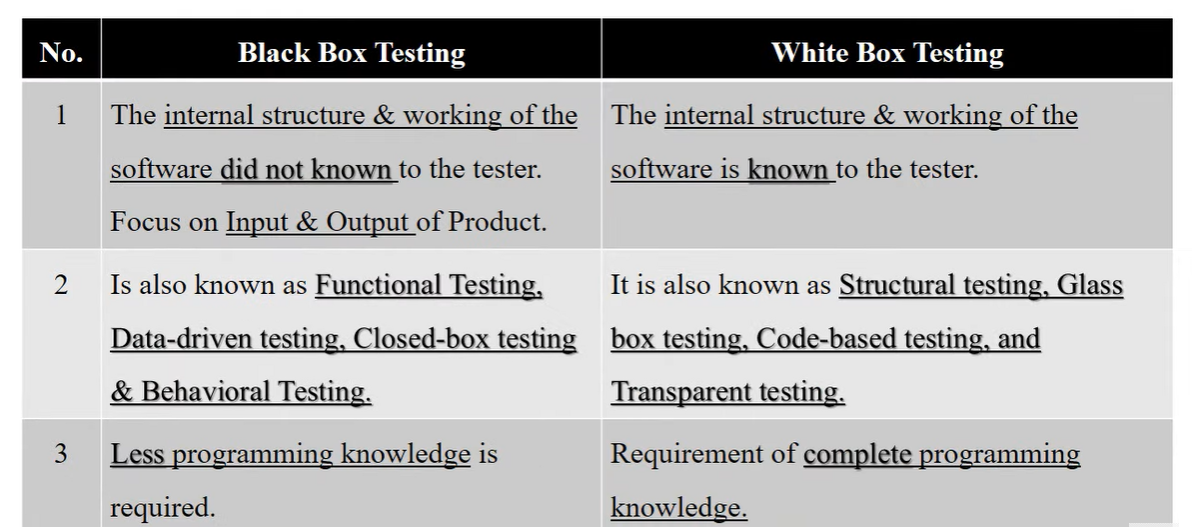 No. Black Box Testing White Box Testing
1 The internal structure & working of the The internal structure & working of the
software did not known to the tester. software is known to the tester.
Focus on Input & Output of Product.
2 Is also known as Functional Testing, It is also known as Structural testing, Glass
Data-driven testing, Closed-box testing box testing, Code-based testing, and
& Behavioral Testing. Transparent testing.
3 Less programming knowledge is Requirement of complete programming
required. knowledge.